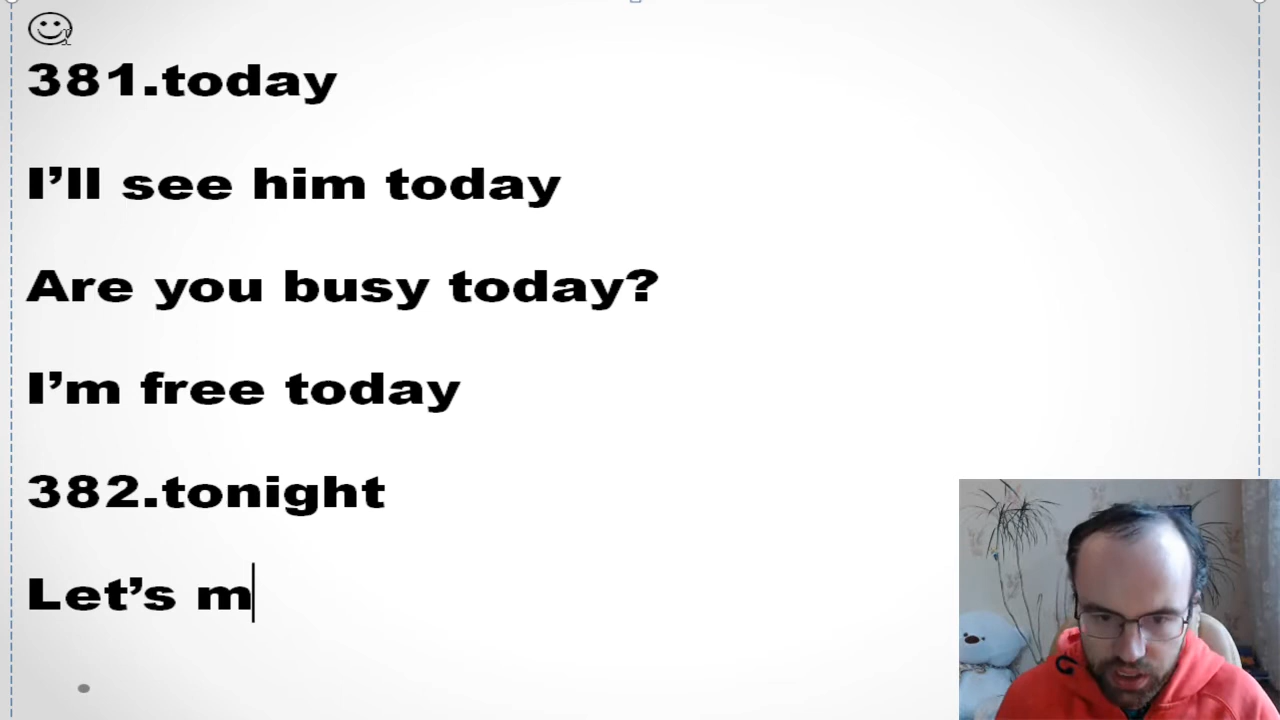 381.today
I’ll see him today
Are you busy today?
I’m free today
382.tonight
Let’s m